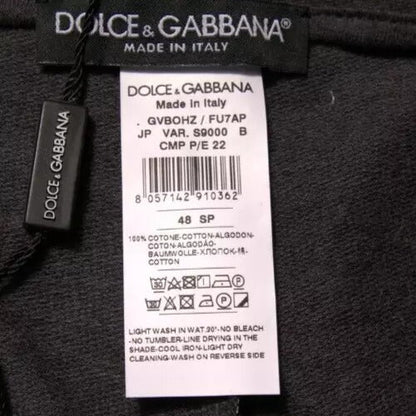 DOLCE & GABBANA®
MADE IN ITALY
DOLCE & GABBANA
DOLCE & GABBANA
Made in Italy
. GVBOHZ / FU7AP
JP VAR. S9000 B
CMP P/E 22
8 057142 910362
48 SP
100% COTONE-COTTON-ALGODON-
COTTON-ALGODÃO-
BAUMWOLLE-ХЛОПОК-棉-
COTTON
LIGHT WASH IN WAT.30°-NO BLEACH
-NO TUMBLER-LINE DRYING IN THE
SHADE-COOL IRON-LIGHT DRY
CLEANING-WASH ON REVERSE SIDE